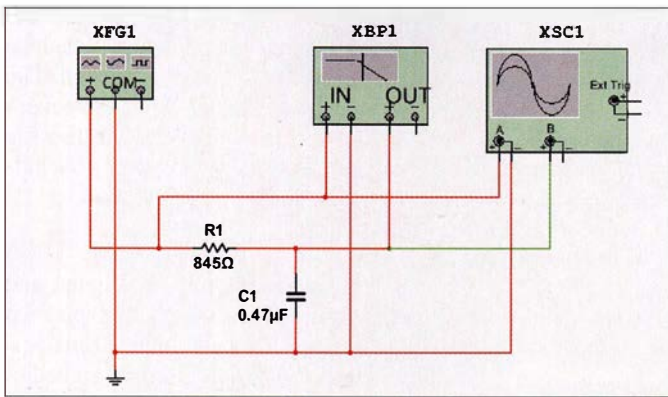 XFG1 XBP1 XSC1
COM
+ -
IN OUT
+ - + -
Ext Trig
+
-
A B
+ - + -
R1
845Ω
C1
0.47µF